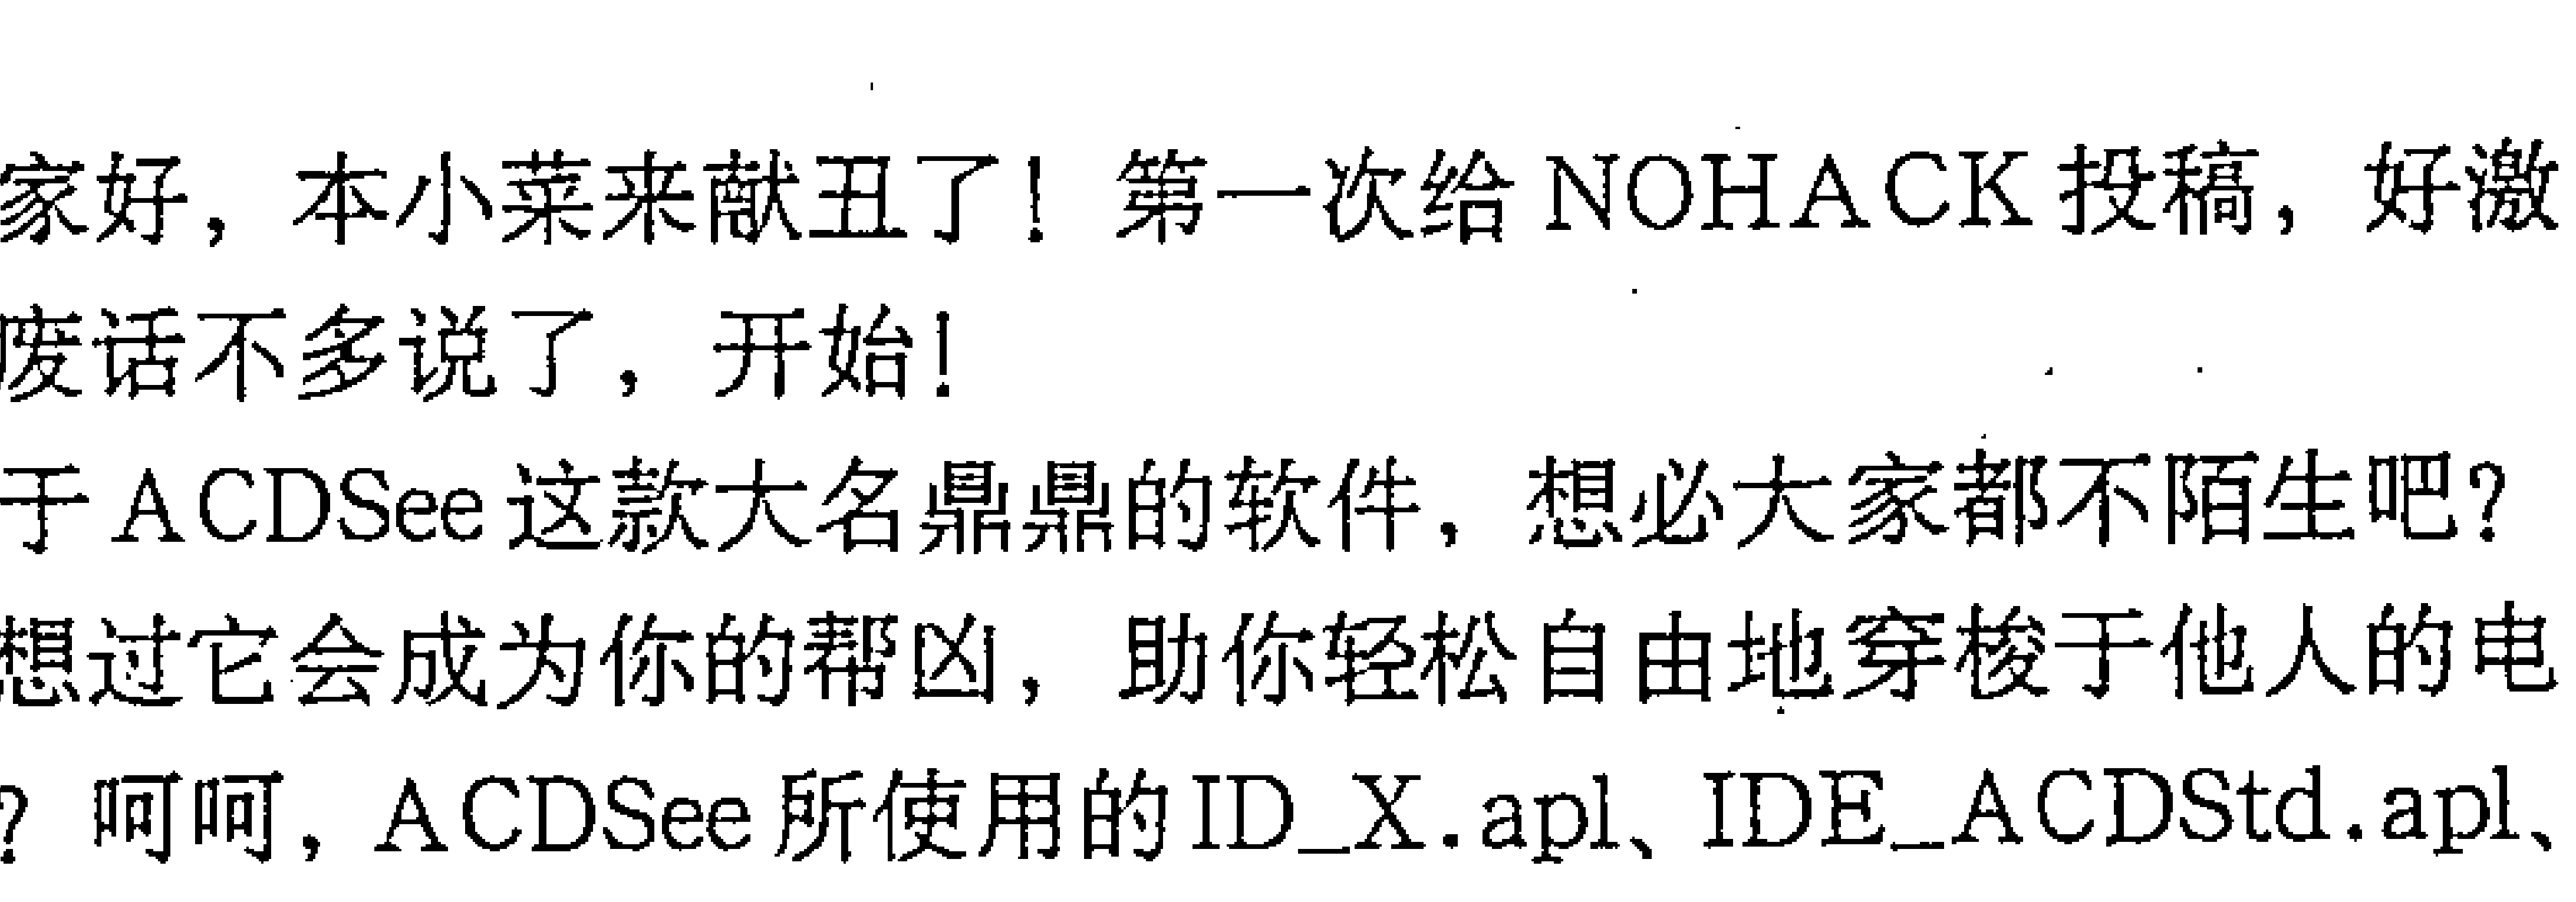 家好，本小菜来献丑了！第一次给 NOHACK 投稿，好激
废话不多说了，开始！
于 ACDSee 这款大名鼎鼎的软件，想必大家都不陌生吧？
想过它会成为你的帮凶，助你轻松自由地穿梭于他人的电
？呵呵，ACDSee 所使用的 ID_X.apl、IDE_ACDStd.apl、